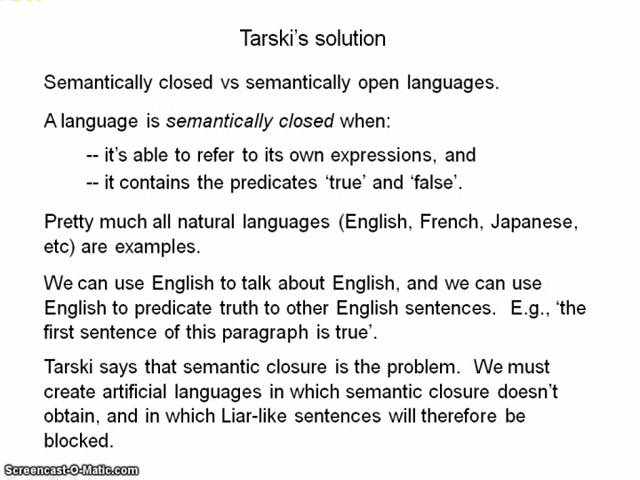 Tarski's solution
Semantically closed vs semantically open languages.
A language is semantically closed when:
-- it's able to refer to its own expressions, and
-- it contains the predicates 'true' and 'false'.
Pretty much all natural languages (English, French, Japanese,
etc) are examples.
We can use English to talk about English, and we can use
English to predicate truth to other English sentences. E.g., 'the
first sentence of this paragraph is true'.
Tarski says that semantic closure is the problem. We must
create artificial languages in which semantic closure doesn't
obtain, and in which Liar-like sentences will therefore be
blocked.
Screencast-O-Matic.com